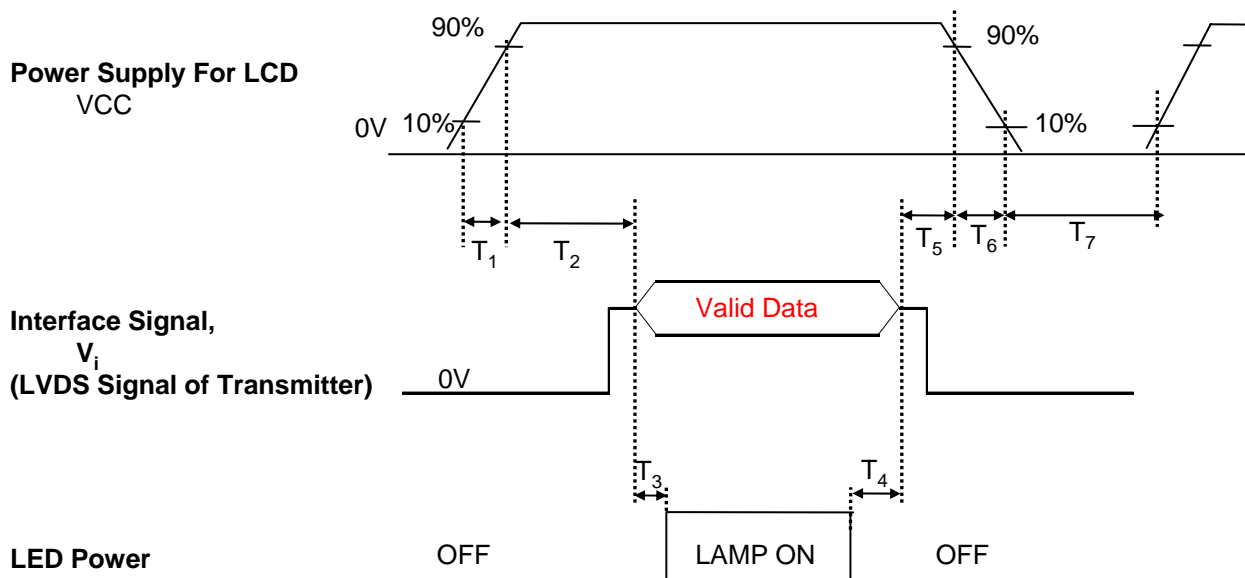 90%
90%
Power Supply For LCD
VCC
0V
10%
10%
T1
T2
T5
T6
T7
Valid Data
Interface Signal,
Vi
(LVDS Signal of Transmitter)
0V
T3
T4
LED Power
OFF
LAMP ON
OFF